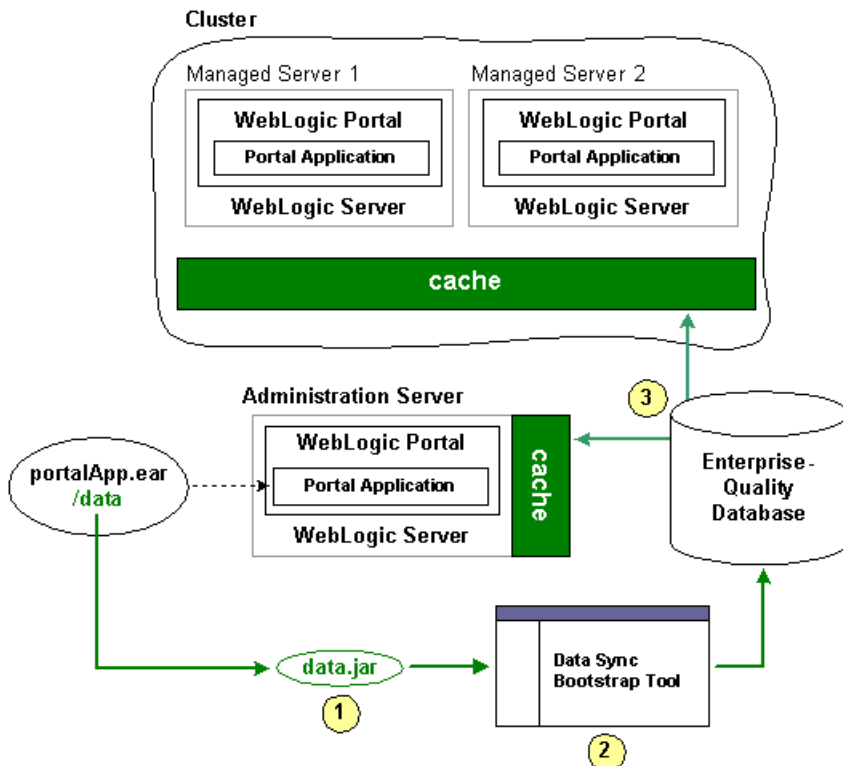 Cluster
Managed Server 1
WebLogic Portal
Portal Application
WebLogic Server
Managed Server 2
WebLogic Portal
Portal Application
WebLogic Server
cache
Administration Server
WebLogic Portal
Portal Application
WebLogic Server
cache
3
Enterprise-
Quality
Database
portalApp.ear
/data
data.jar
1
Data Sync
Bootstrap Tool
2